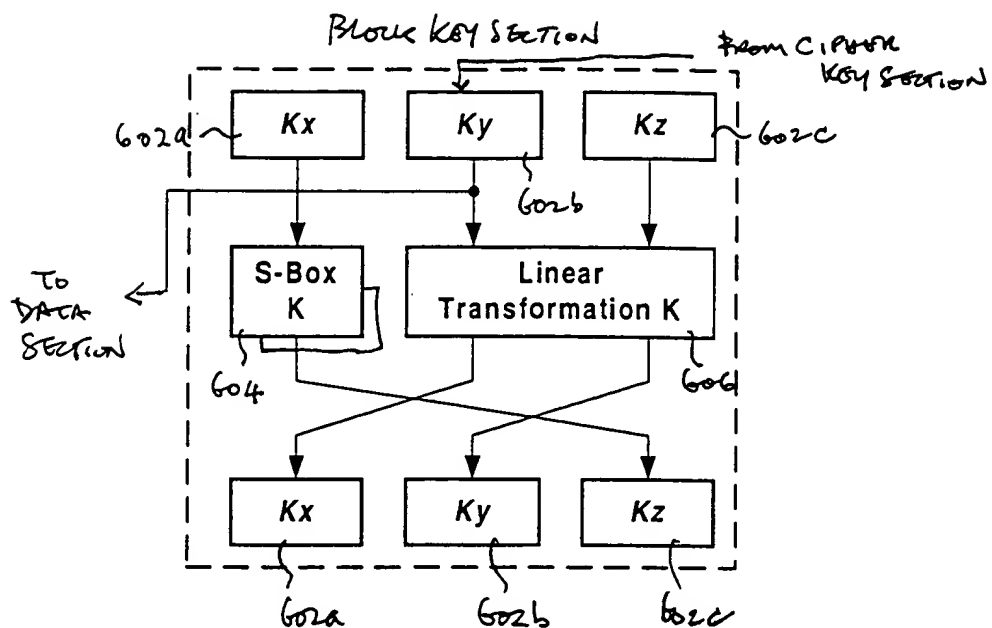 BLOCK KEY SECTION
FROM CIPHER
KEY SECTION
Kx
Ky
Kz
602a
602c
602b
S-Box
K
Linear
Transformation K
TO
DATA
SECTION
604
606
Kx
Ky
Kz
602a
602b
602c